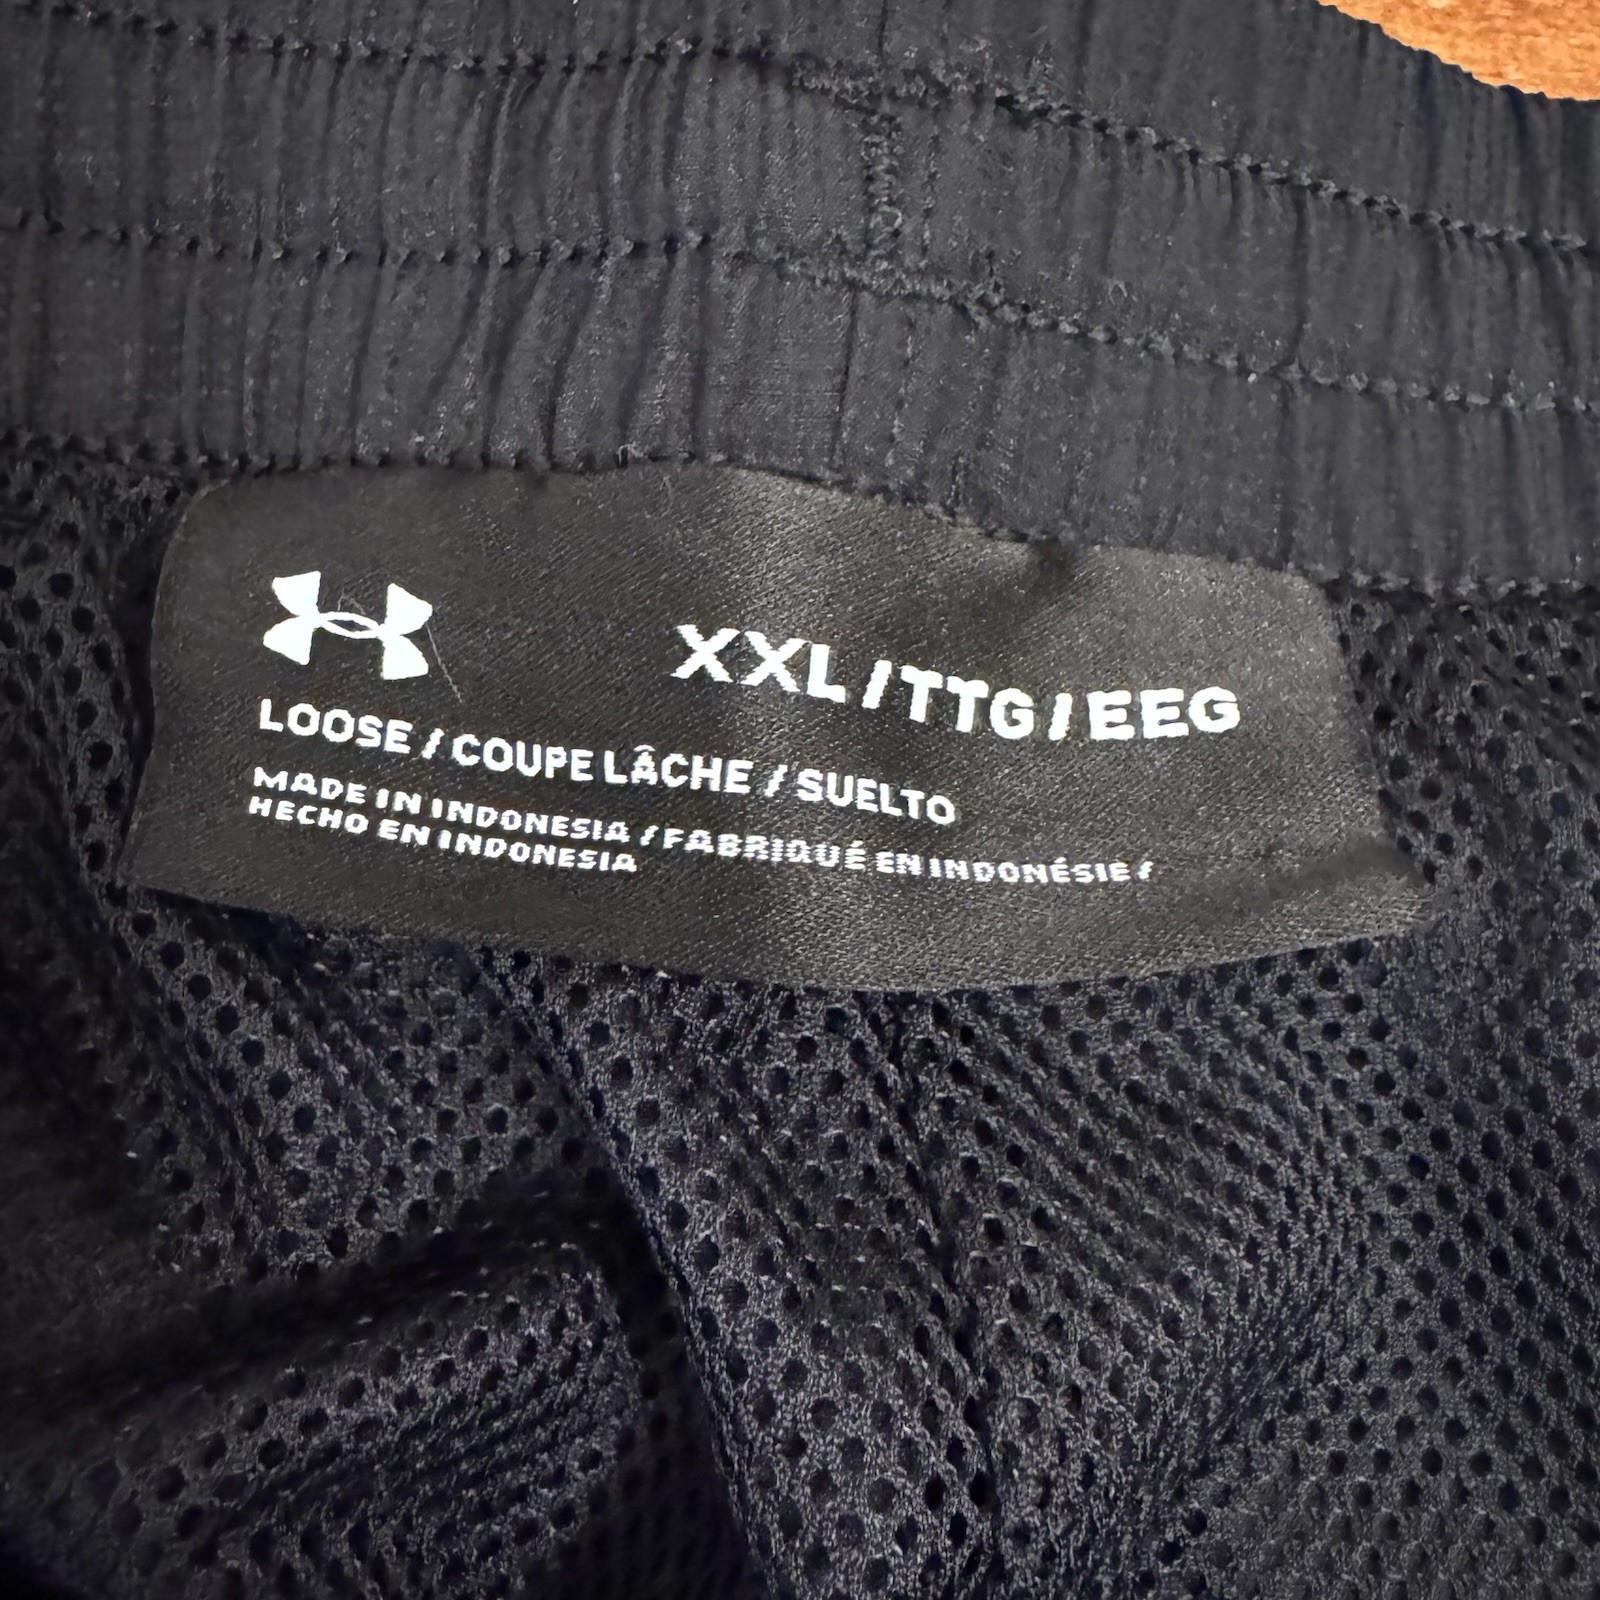 XXL/TTG/EEG
LOOSE / COUPE LÂCHE / SUELTO
MADE IN INDONESIA / FABRIQUÉ EN INDONÉSIE /
HECHO EN INDONESIA